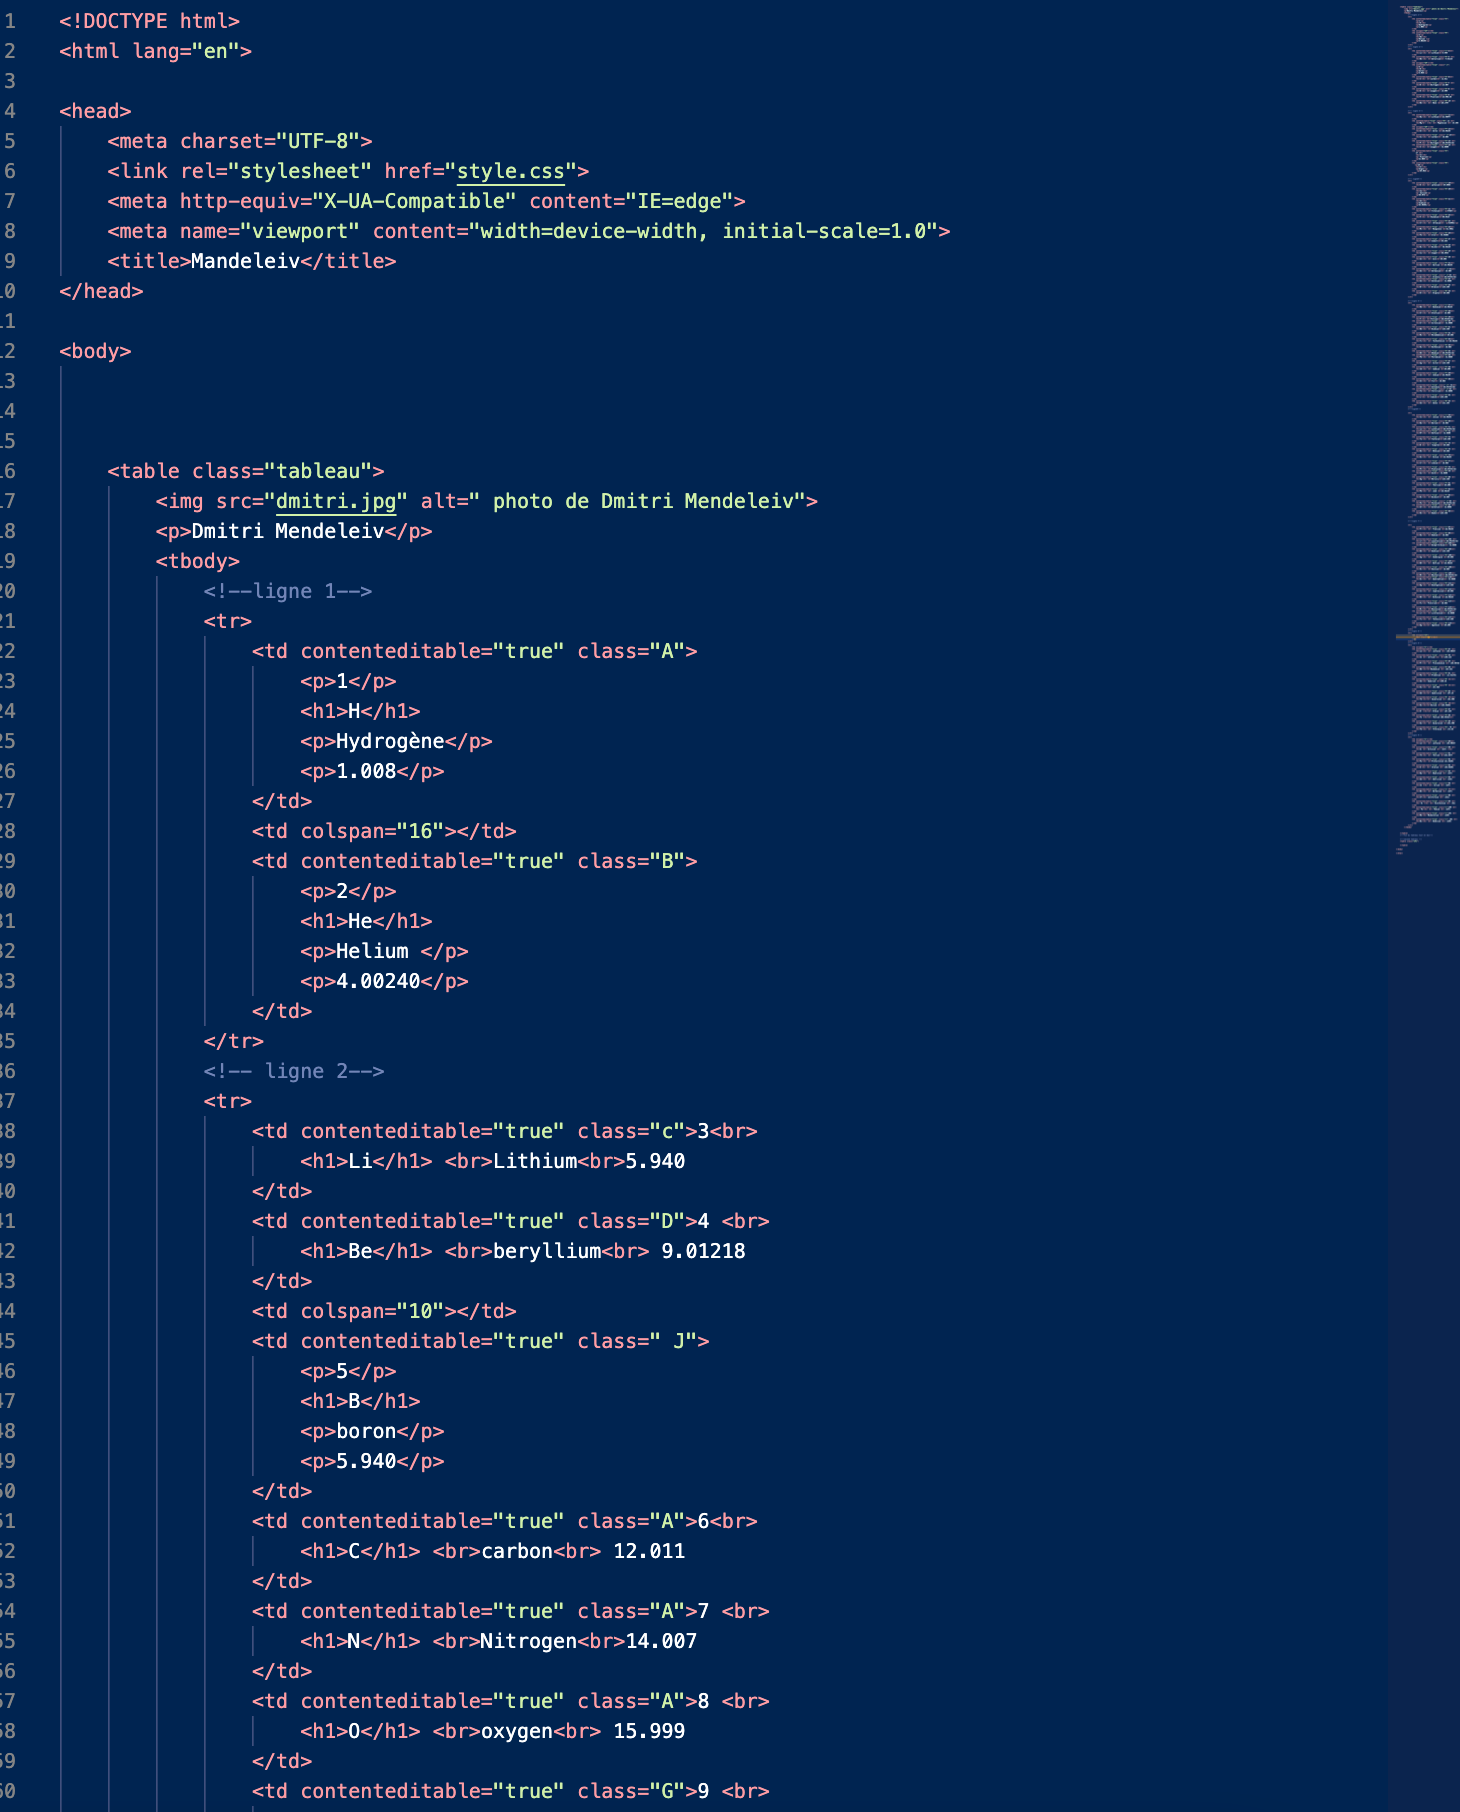 1 <!DOCTYPE html>
2 <html lang="en">
3
4 <head>
5 <meta charset="UTF-8">
6 <link rel="stylesheet" href="style.css">
7 <meta http-equiv="X-UA-Compatible" content="IE=edge">
8 <meta name="viewport" content="width=device-width, initial-scale=1.0">
9 <title>Mandeleiv</title>
10 </head>
11
12 <body>
13
14
15
16 <table class="tableau">
17 <img src="dmitri.jpg" alt=" photo de Dmitri Mendeleiv">
18 <p>Dmitri Mendeleiv</p>
19 <tbody>
20 <!--ligne 1-->
21 <tr>
22 <td contenteditable="true" class="A">
23 <p>1</p>
24 <h1>H</h1>
25 <p>Hydrogène</p>
26 <p>1.008</p>
27 </td>
28 <td colspan="16"></td>
29 <td contenteditable="true" class="B">
30 <p>2</p>
31 <h1>He</h1>
32 <p>Helium </p>
33 <p>4.00240</p>
34 </td>
35 </tr>
36 <!-- ligne 2-->
37 <tr>
38 <td contenteditable="true" class="c">3<br>
39 <h1>Li</h1> <br>Lithium<br>5.940
40 </td>
41 <td contenteditable="true" class="D">4 <br>
42 <h1>Be</h1> <br>beryllium<br> 9.01218
43 </td>
44 <td colspan="10"></td>
45 <td contenteditable="true" class=" J">
46 <p>5</p>
47 <h1>B</h1>
48 <p>boron</p>
49 <p>5.940</p>
50 </td>
51 <td contenteditable="true" class="A">6<br>
52 <h1>C</h1> <br>carbon<br> 12.011
53 </td>
54 <td contenteditable="true" class="A">7 <br>
55 <h1>N</h1> <br>Nitrogen<br>14.007
56 </td>
57 <td contenteditable="true" class="A">8 <br>
58 <h1>O</h1> <br>oxygen<br> 15.999
59 </td>
60 <td contenteditable="true" class="G">9 <br>